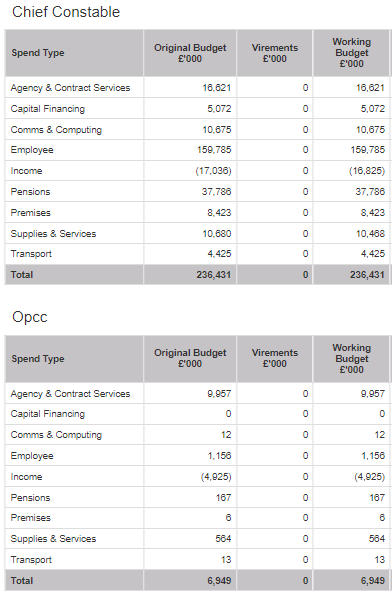 Chief Constable
Spend Type Original Budget £'000 Virements £'000 Working Budget £'000
Agency & Contract Services 16,621 0 16,621
Capital Financing 5,072 0 5,072
Comms & Computing 10,675 0 10,675
Employee 159,785 0 159,785
Income (17,036) 0 (16,825)
Pensions 37,786 0 37,786
Premises 8,423 0 8,423
Supplies & Services 10,680 0 10,468
Transport 4,425 0 4,425
Total 236,431 0 236,431
Opcc
Spend Type Original Budget £'000 Virements £'000 Working Budget £'000
Agency & Contract Services 9,957 0 9,957
Capital Financing 0 0 0
Comms & Computing 12 0 12
Employee 1,156 0 1,156
Income (4,925) 0 (4,925)
Pensions 167 0 167
Premises 6 0 6
Supplies & Services 564 0 564
Transport 13 0 13
Total 6,949 0 6,949